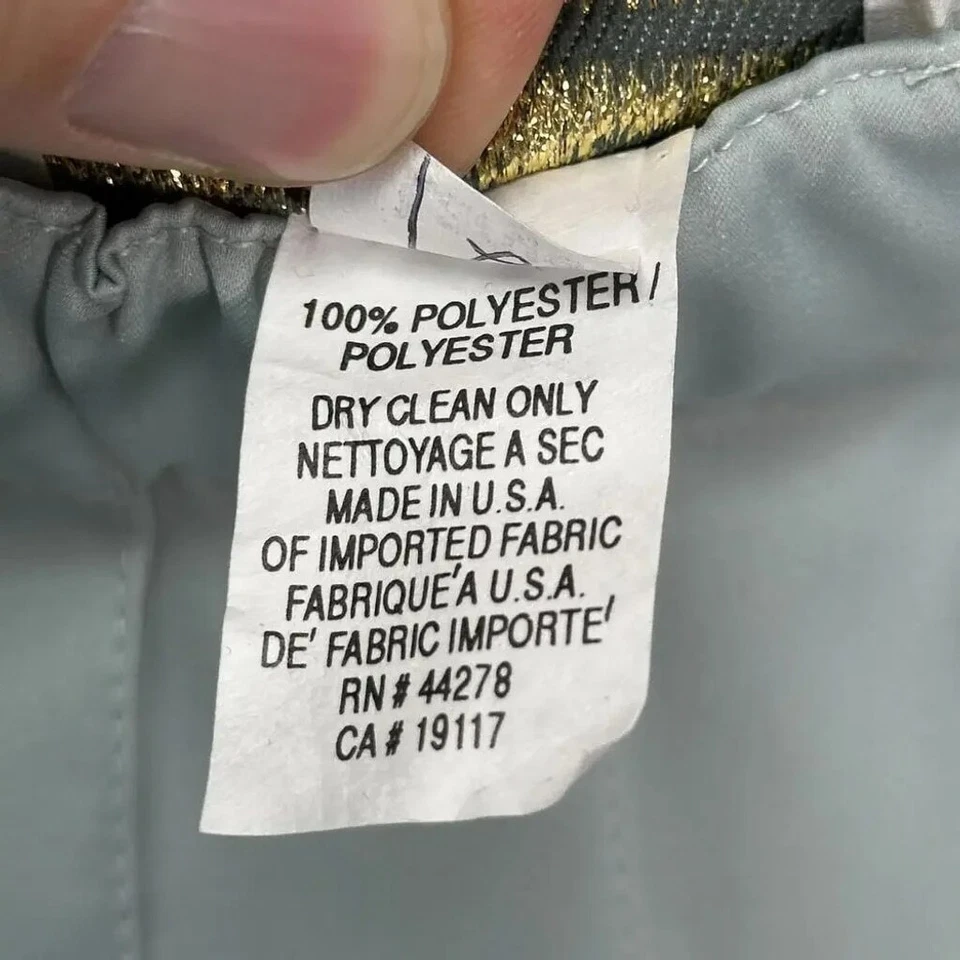 100% POLYESTER /
POLYESTER
DRY CLEAN ONLY
NETTOYAGE A SEC
MADE IN U.S.A.
OF IMPORTED FABRIC
FABRIQUE'A U.S.A.
DE' FABRIC IMPORTE'
RN # 44278
CA # 19117